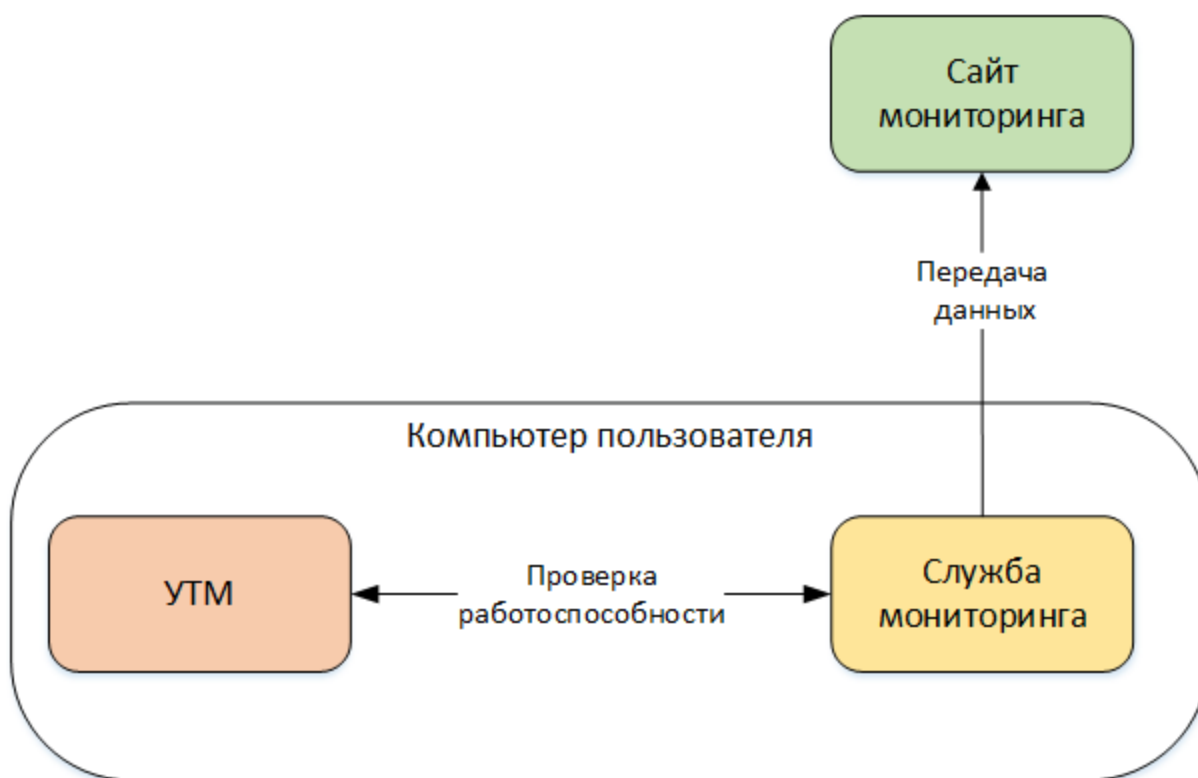 Сайт
мониторинга
Передача
данных
Компьютер пользователя
УТМ
Проверка
работоспособности
Служба
мониторинга